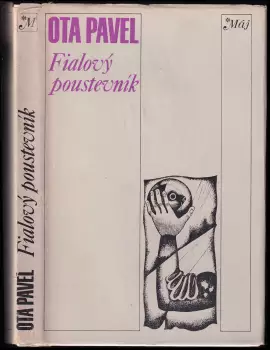 *M
OTA PAVEL
Fialový
poustevník
*Máj
OTA PAVEL Fialový poustevník